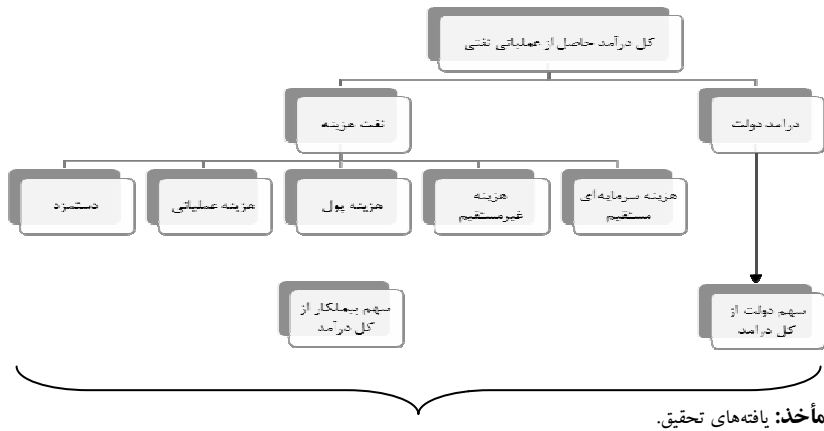 کل درآمد حاصل از عملیاتی نفتی
درآمد دولت
نفت هزینه
هزینه سرمایه‌ای
مستقیم
هزینه
غیرمستقیم
هزینه پول
هزینه عملیاتی
دستمزد
سهم دولت از
کل درآمد
سهم پیمانکار از
کل درآمد
مأخذ: یافته‌های تحقیق.